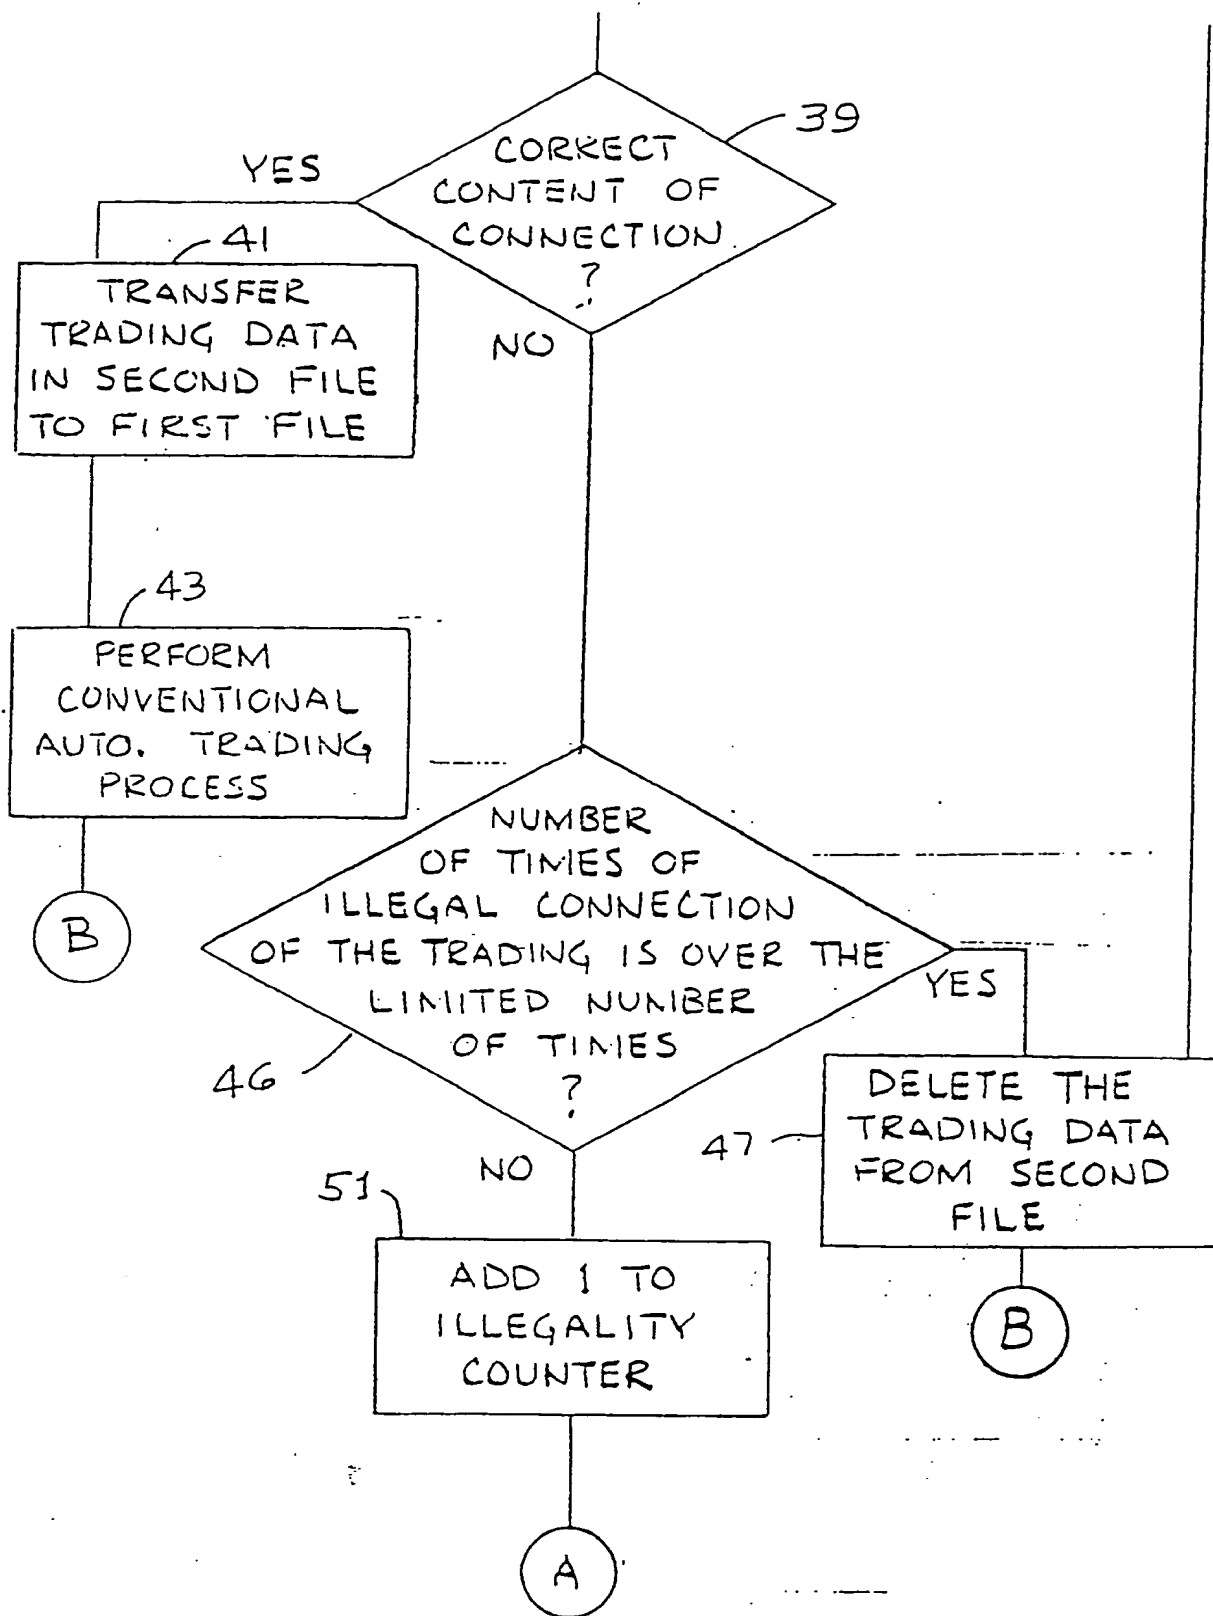 39
CORRECT
CONTENT OF
CONNECTION
?
YES
NO
41
TRANSFER
TRADING DATA
IN SECOND FILE
TO FIRST FILE
43
PERFORM
CONVENTIONAL
AUTO. TRADING
PROCESS
B
NUMBER
OF TIMES OF
ILLEGAL CONNECTION
OF THE TRADING IS OVER THE
LIMITED NUMBER
OF TIMES
?
46
YES
NO
47
DELETE THE
TRADING DATA
FROM SECOND
FILE
B
51
ADD 1 TO
ILLEGALITY
COUNTER
A